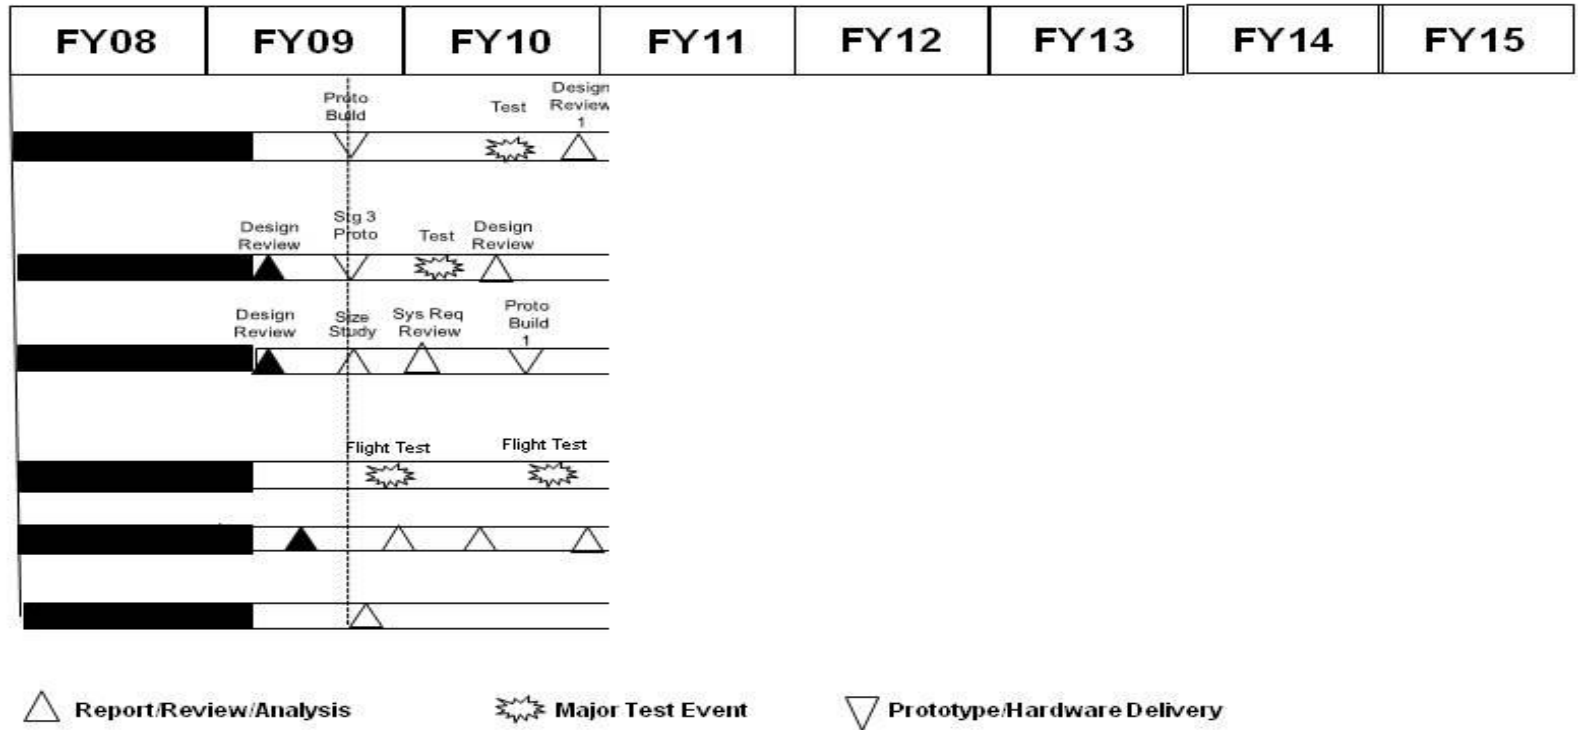 FY08 FY09 FY10 FY11 FY12 FY13 FY14 FY15
Proto
Build
Test
Design
Review
1
Design
Review
Stg 3
Proto
Test
Design
Review
Design
Review
Size
Study
Sys Req
Review
Proto
Build
1
Flight Test
Flight Test
Report/Review/Analysis
Major Test Event
Prototype/Hardware Delivery